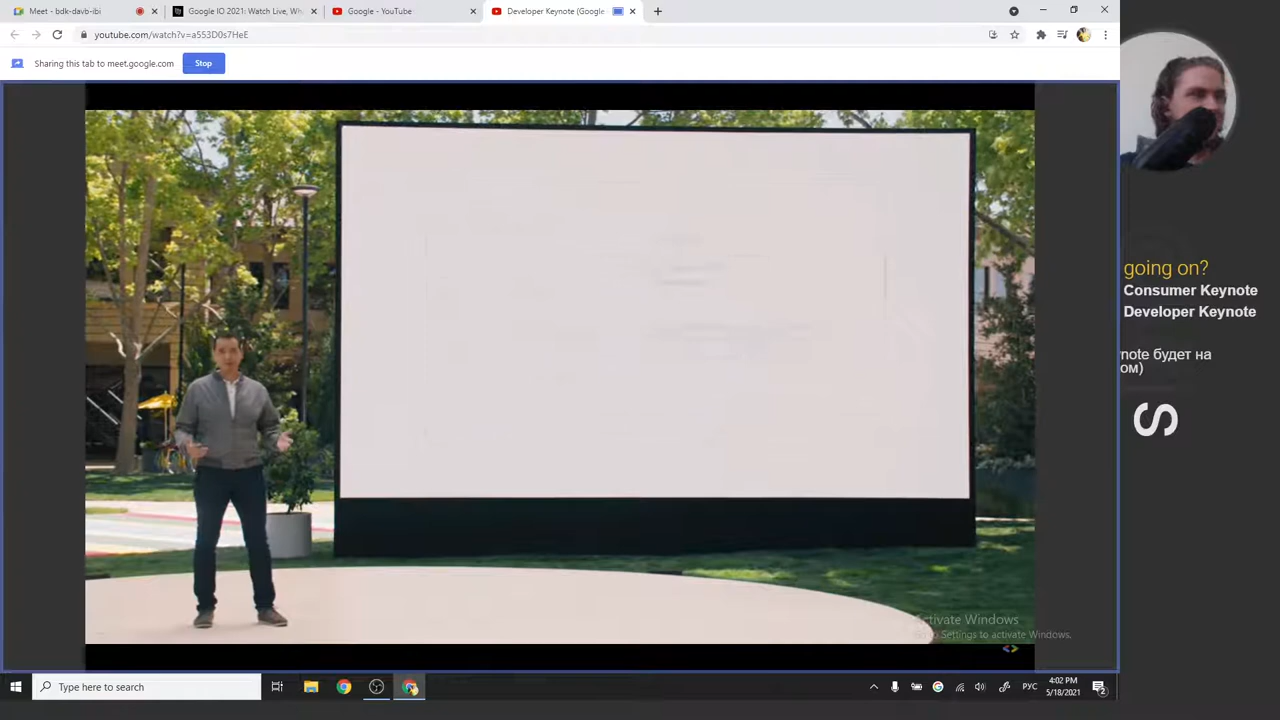 Meet - bdk-davb-ibi
Google IO 2021: Watch Live, Wh
Google - YouTube
Developer Keynote (Google
youtube.com/watch?v=a553D0s7HeE
Sharing this tab to meet.google.com
Stop
going on?
Consumer Keynote
Developer Keynote
note будет на
ом)
S
Activate Windows
Settings to activate Windows.
Type here to search
РУС
4:02 PM
5/18/2021
2